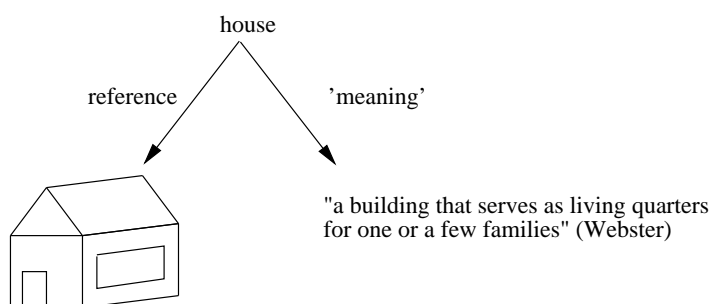 house
reference
’meaning’
"a building that serves as living quarters
for one or a few families" (Webster)